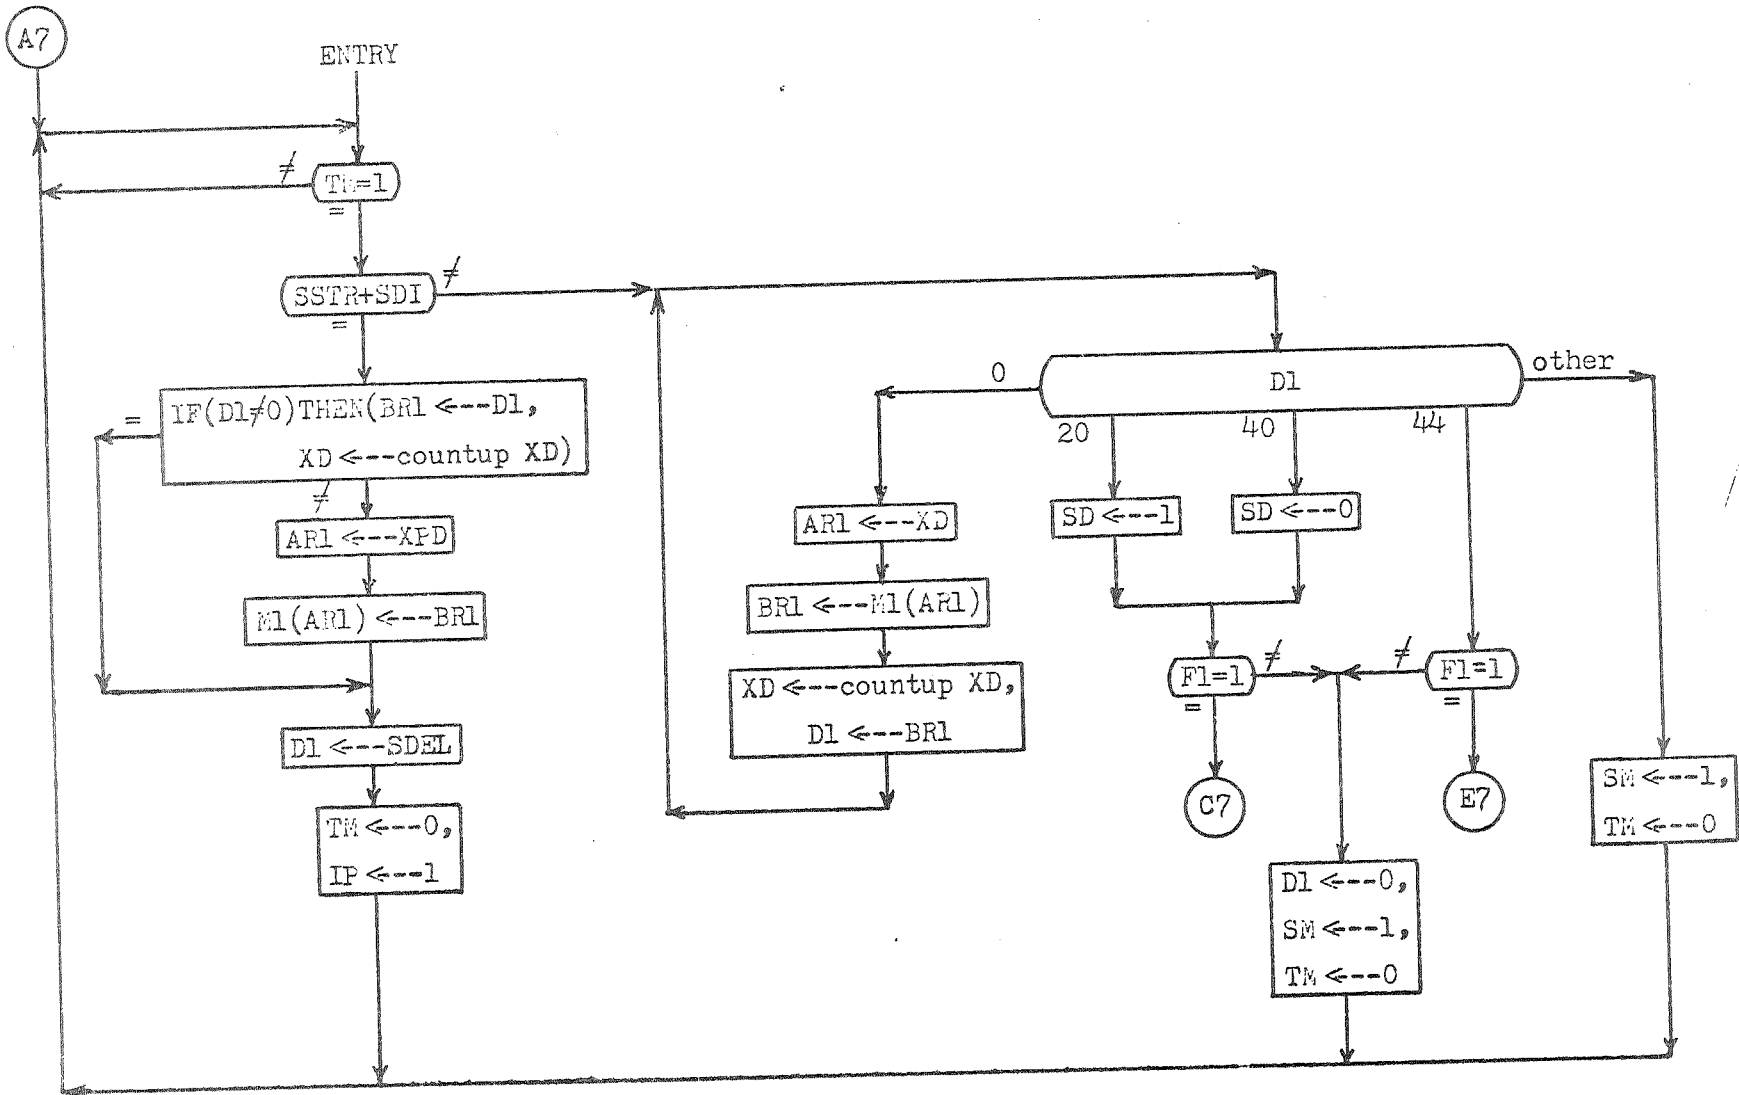 A7
ENTRY
≠
TM=1
=
SSTR+SDI
≠
=
IF(D1≠0)THEN(BR1<---D1,
XD<---countup XD)
=
≠
AR1<---XPD
M1(AR1)<---BR1
D1<---SDEL
TM<---0,
IP<---1
D1
0
20
40
44
other
AR1<---XD
BR1<---M1(AR1)
XD<---countup XD,
D1<---BR1
SD<---1
SD<---0
F1=1
≠
=
≠
F1=1
=
C7
E7
D1<---0,
SM<---1,
TM<---0
SM<---1,
TM<---0